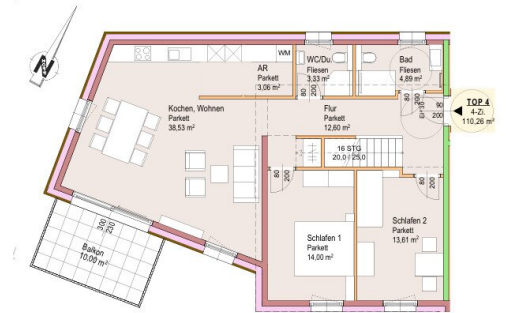 WM
AR
Parkett
3,06 m²
WC/Du.
Fliesen
3,33 m²
Bad
Fliesen
4,89 m²
80
200
80
200
90
200
EI²30
TOP 4
4-Zi.
110,26 m²
Kochen, Wohnen
Parkett
38,53 m²
Flur
Parkett
12,60 m²
16 STG
20,0 / 25,0
80
200
80
200
Schlafen 1
Parkett
14,00 m²
Schlafen 2
Parkett
13,61 m²
300
230
Balkon
10,00 m²
N